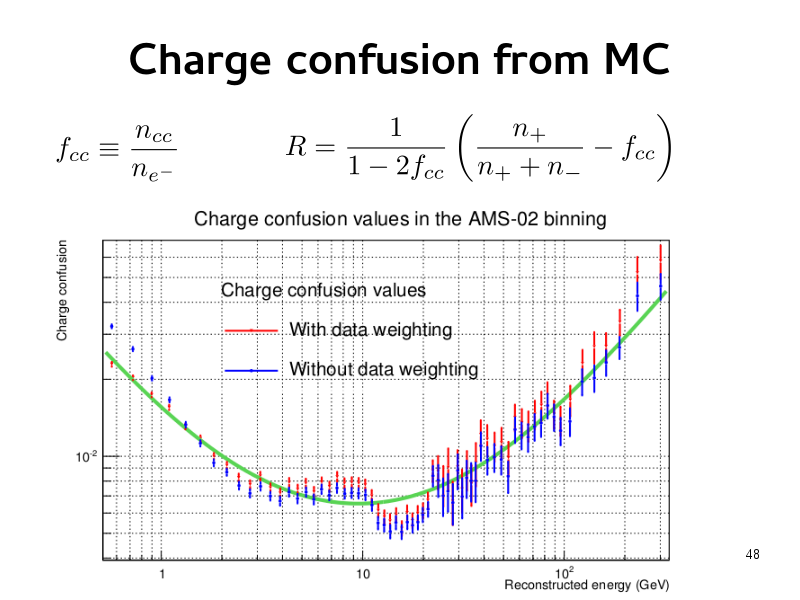 Charge confusion from MC
f_{cc} ≡ \frac{n_{cc}}{n_{e^-}}
R = \frac{1}{1 - 2f_{cc}} \left( \frac{n_+}{n_+ + n_-} - f_{cc} \right)
Charge confusion values in the AMS-02 binning
Charge confusion
Charge confusion values
With data weighting
Without data weighting
10^{-2}
1 10 10^2
Reconstructed energy (GeV)
48